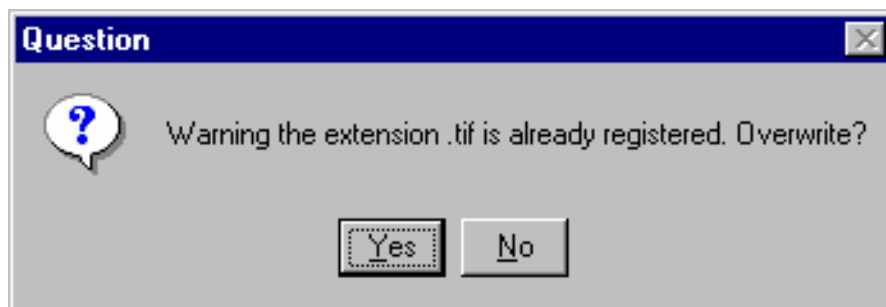 Question
Warning the extension .tif is already registered. Overwrite?
Yes No